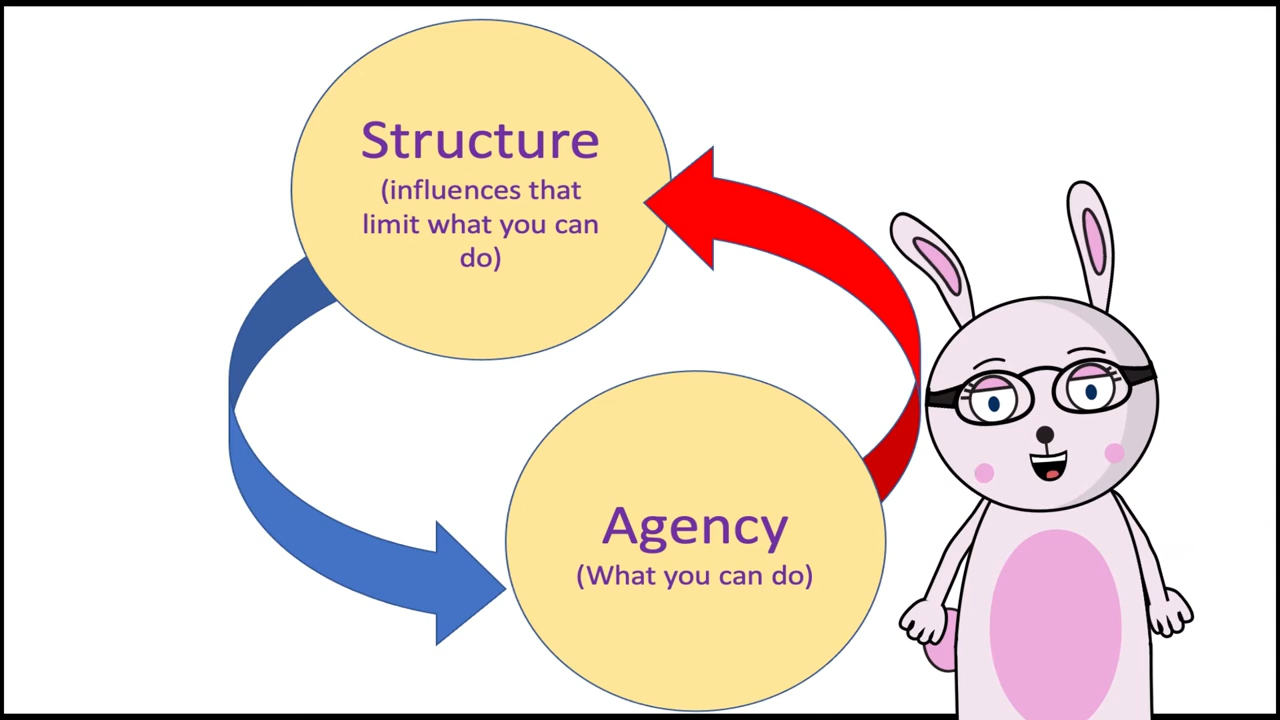 Structure
(influences that
limit what you can
do)
Agency
(What you can do)